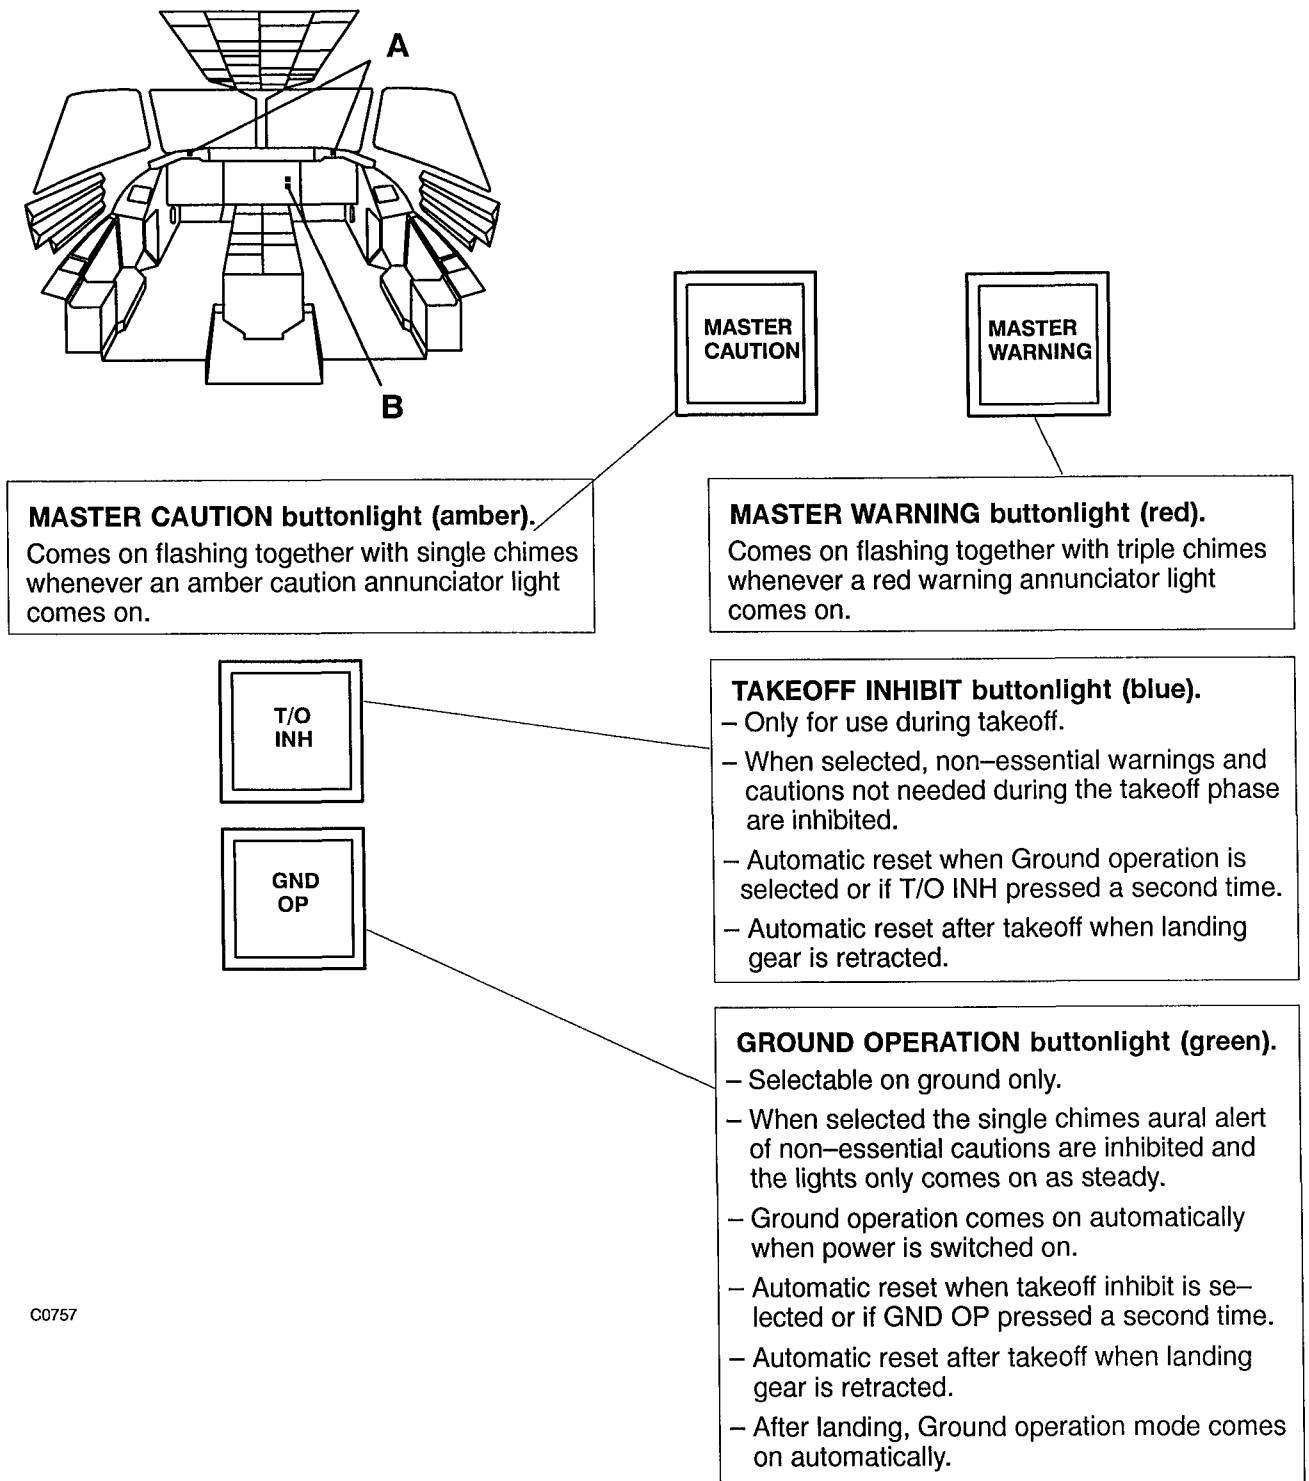 A
B
MASTER
CAUTION
MASTER
WARNING
MASTER CAUTION buttonlight (amber).
Comes on flashing together with single chimes
whenever an amber caution annunciator light
comes on.
MASTER WARNING buttonlight (red).
Comes on flashing together with triple chimes
whenever a red warning annunciator light
comes on.
T/O
INH
TAKEOFF INHIBIT buttonlight (blue).
– Only for use during takeoff.
– When selected, non–essential warnings and
cautions not needed during the takeoff phase
are inhibited.
– Automatic reset when Ground operation is
selected or if T/O INH pressed a second time.
– Automatic reset after takeoff when landing
gear is retracted.
GND
OP
GROUND OPERATION buttonlight (green).
– Selectable on ground only.
– When selected the single chimes aural alert
of non–essential cautions are inhibited and
the lights only comes on as steady.
– Ground operation comes on automatically
when power is switched on.
– Automatic reset when takeoff inhibit is se–
lected or if GND OP pressed a second time.
– Automatic reset after takeoff when landing
gear is retracted.
– After landing, Ground operation mode comes
on automatically.
C0757